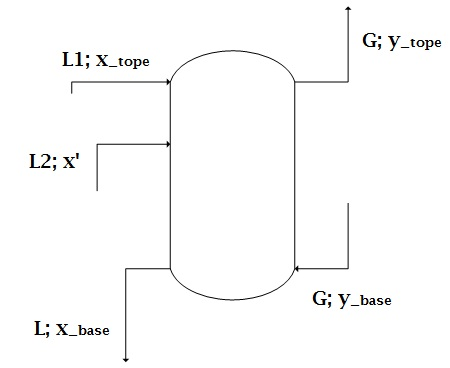 L1; x_tope
G; y_tope
L2; x'
G; y_base
L; x_base